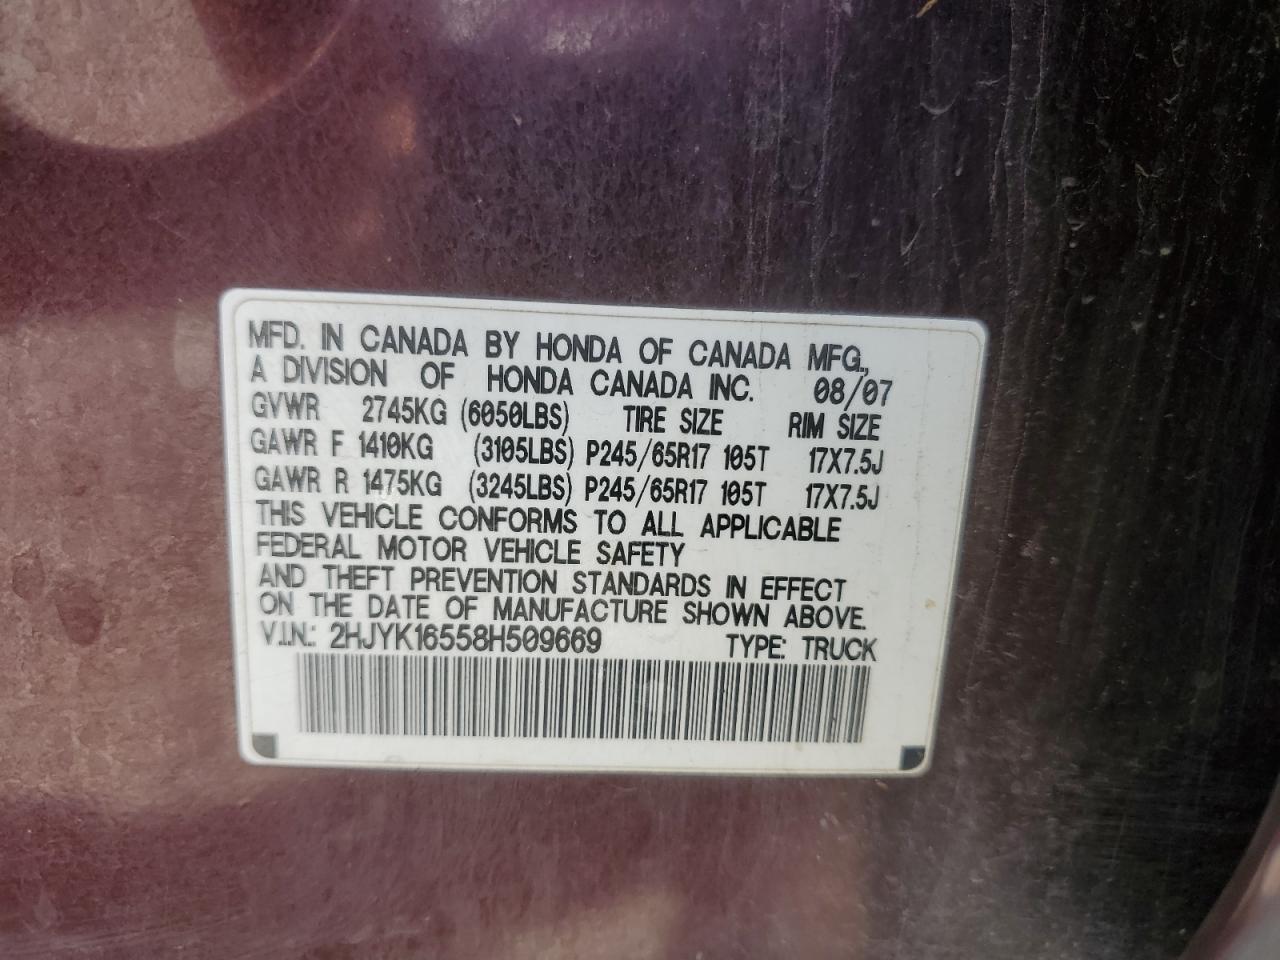 MFD. IN CANADA BY HONDA OF CANADA MFG.,
A DIVISION OF HONDA CANADA INC. 08/07
GVWR 2745KG (6050LBS) TIRE SIZE RIM SIZE
GAWR F 1410KG (3105LBS) P245/65R17 105T 17X7.5J
GAWR R 1475KG (3245LBS) P245/65R17 105T 17X7.5J
THIS VEHICLE CONFORMS TO ALL APPLICABLE
FEDERAL MOTOR VEHICLE SAFETY
AND THEFT PREVENTION STANDARDS IN EFFECT
ON THE DATE OF MANUFACTURE SHOWN ABOVE.
V.I.N.: 2HJYK16558H509669 TYPE: TRUCK